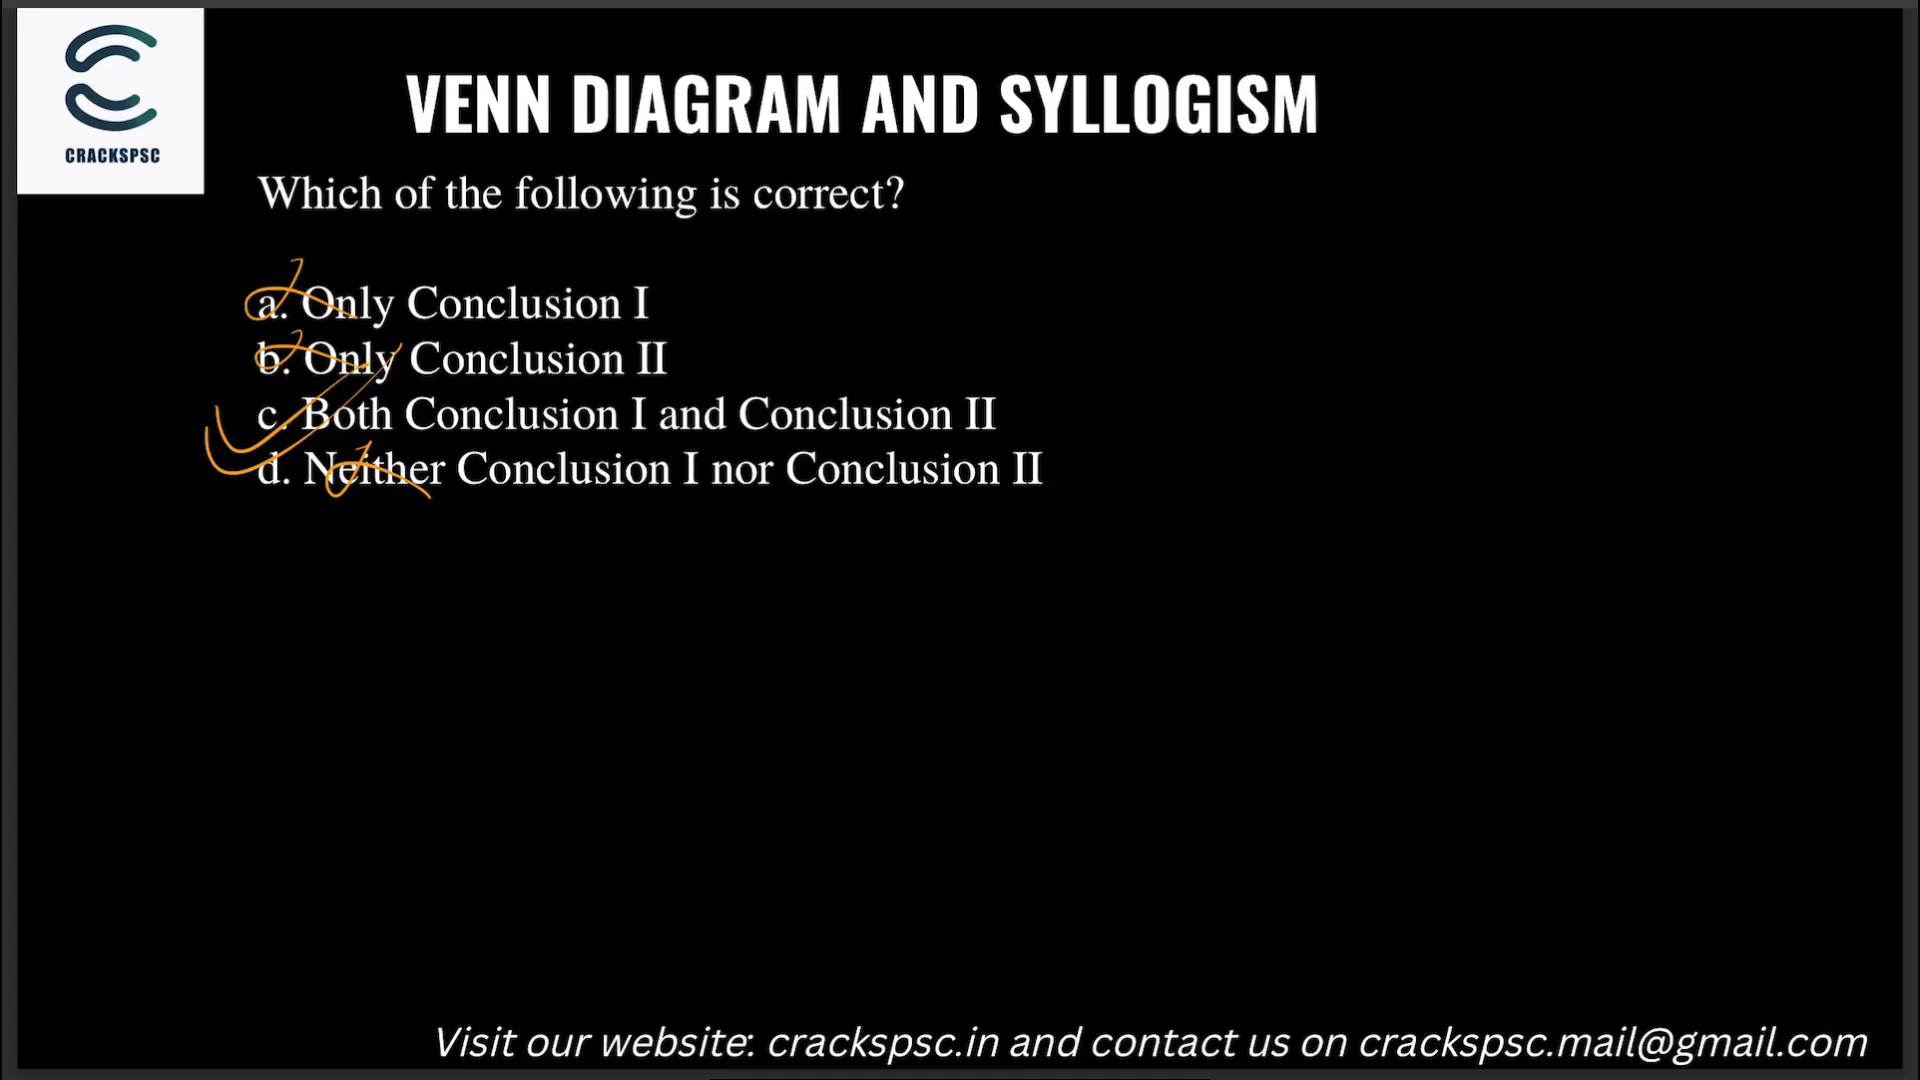 CRACKSPSC
VENN DIAGRAM AND SYLLOGISM
Which of the following is correct?
a. Only Conclusion I
b. Only Conclusion II
c. Both Conclusion I and Conclusion II
d. Neither Conclusion I nor Conclusion II
Visit our website: crackspsc.in and contact us on crackspsc.mail@gmail.com